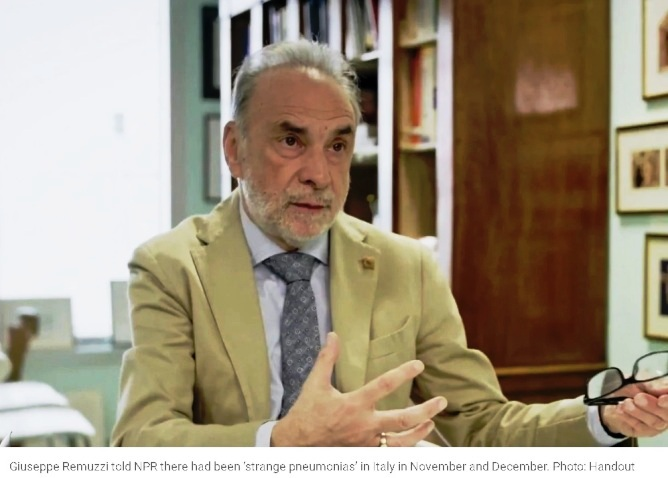 Giuseppe Remuzzi told NPR there had been 'strange pneumonias' in Italy in November and December. Photo: Handout